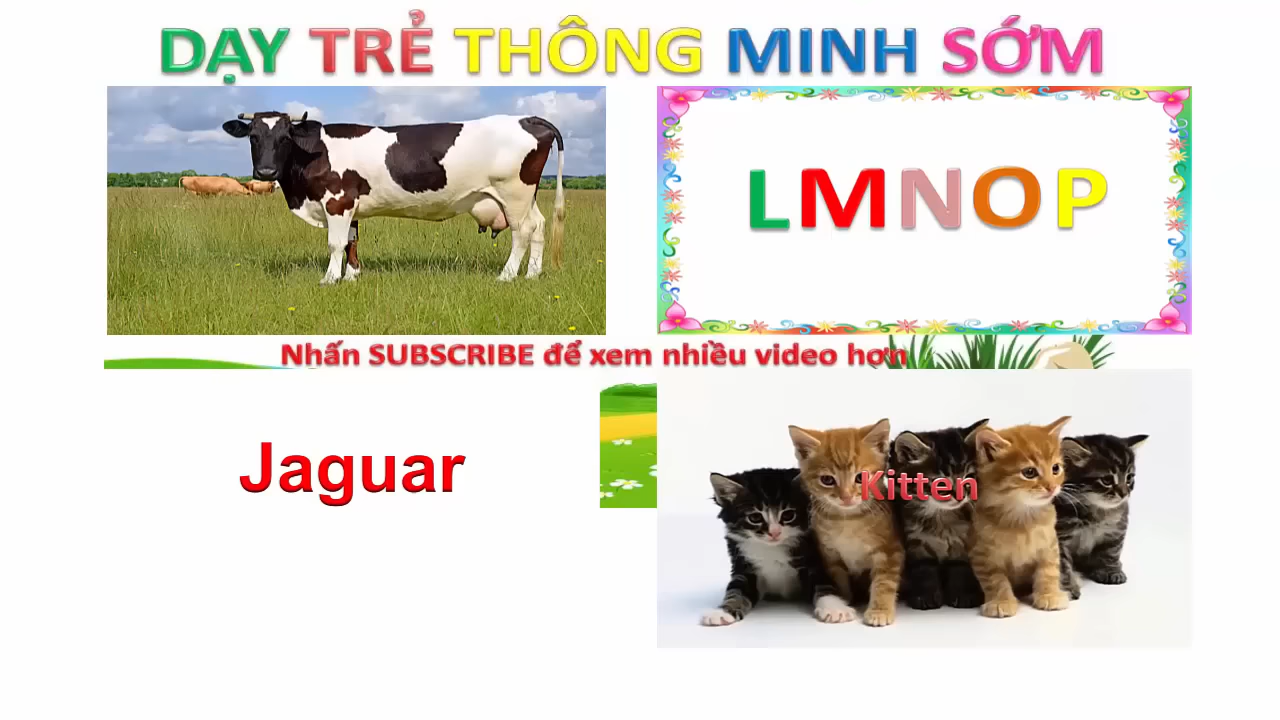 DẠY TRẺ THÔNG MINH SỚM
LMNOP
Nhấn SUBSCRIBE để xem nhiều video hơn
Jaguar
Kitten